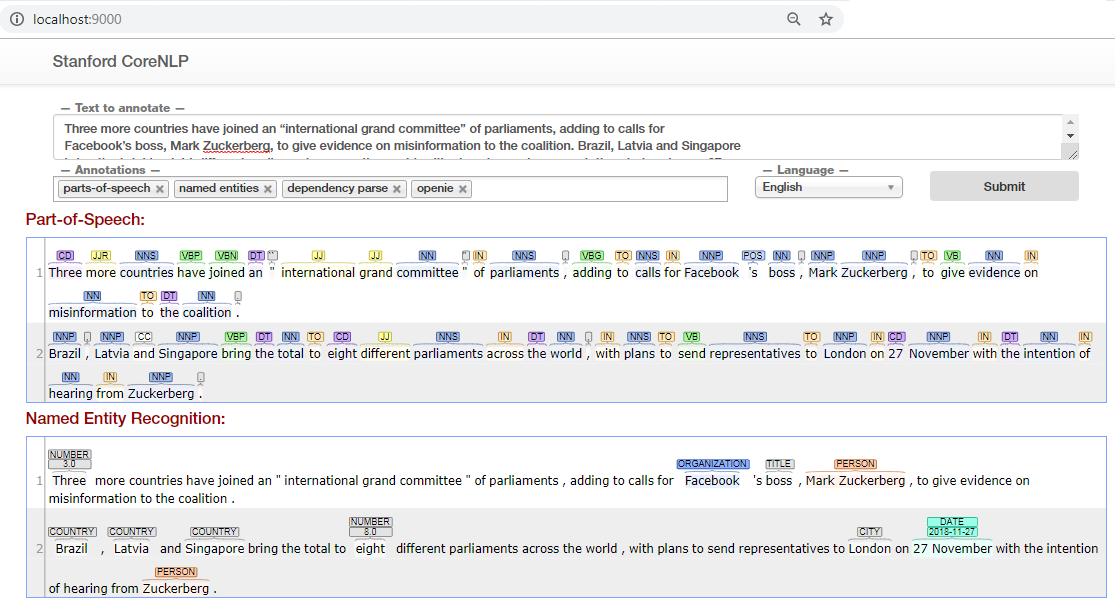 localhost:9000
Stanford CoreNLP
— Text to annotate —
Three more countries have joined an “international grand committee” of parliaments, adding to calls for
Facebook’s boss, Mark Zuckerberg, to give evidence on misinformation to the coalition. Brazil, Latvia and Singapore
— Annotations —
— Language —
parts-of-speech × named entities × dependency parse × openie ×
English
Submit
Part-of-Speech:
CD JJR NNS VBP VBN DT `` JJ JJ NN '' IN NNS , VBG TO NNS IN NNP POS NN , NNP NNP , TO VB NN IN
1 Three more countries have joined an " international grand committee " of parliaments , adding to calls for Facebook 's boss , Mark Zuckerberg , to give evidence on
NN TO DT NN .
misinformation to the coalition .
NNP , NNP CC NNP VBP DT NN TO CD JJ NNS IN DT NN , IN NNS TO VB NNS TO NNP IN CD NNP IN DT NN IN
2 Brazil , Latvia and Singapore bring the total to eight different parliaments across the world , with plans to send representatives to London on 27 November with the intention of
NN IN NNP .
hearing from Zuckerberg .
Named Entity Recognition:
NUMBER
3.0
ORGANIZATION TITLE PERSON
1 Three more countries have joined an " international grand committee " of parliaments , adding to calls for Facebook 's boss , Mark Zuckerberg , to give evidence on
misinformation to the coalition .
NUMBER DATE
COUNTRY COUNTRY COUNTRY 8.0 CITY 2018-11-27
2 Brazil , Latvia and Singapore bring the total to eight different parliaments across the world , with plans to send representatives to London on 27 November with the intention
PERSON
of hearing from Zuckerberg .